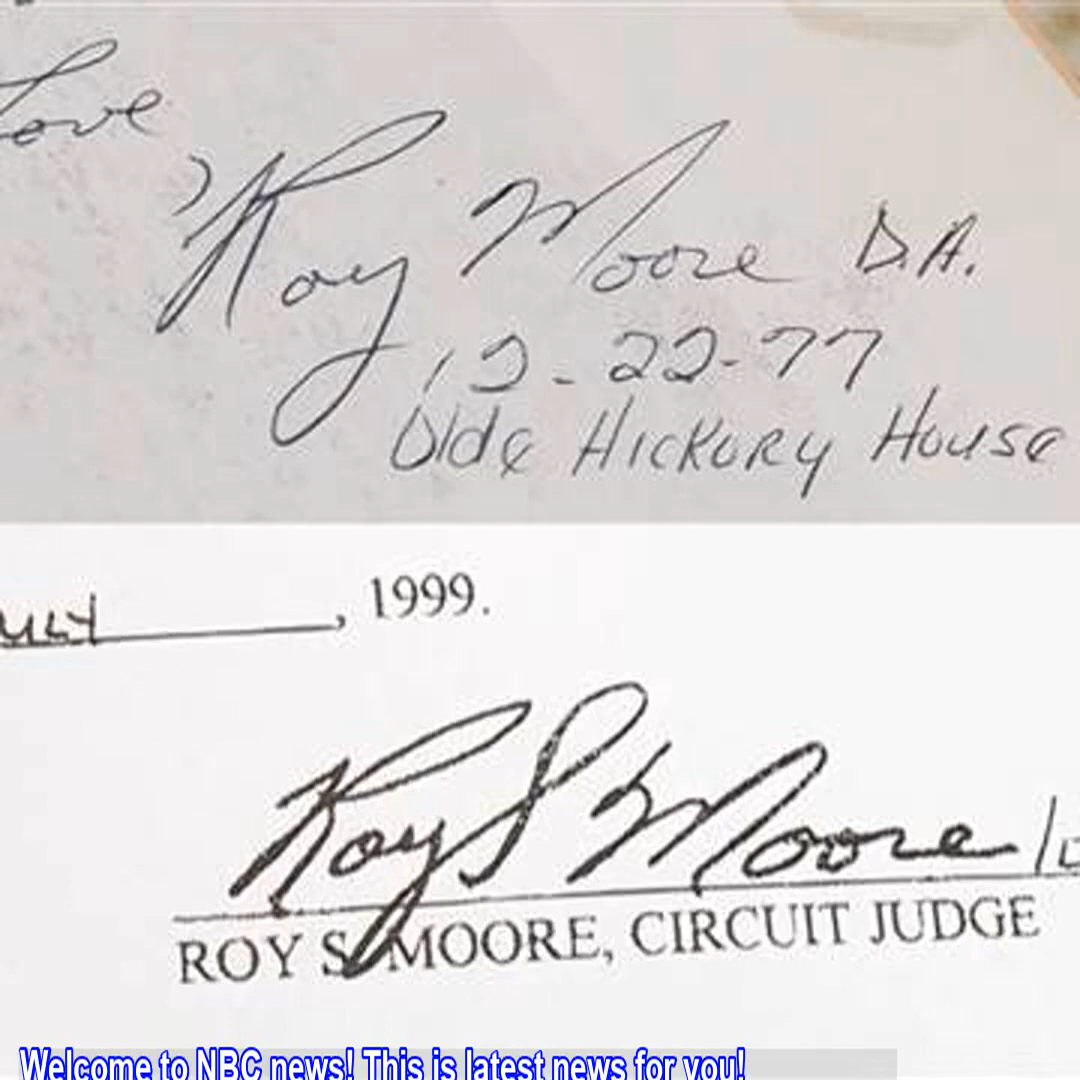 Love
Roy Moore D.A.
12-22-77
Olde Hickory House
, 1999.
Roy S Moore
ROY S. MOORE, CIRCUIT JUDGE
Welcome to NBC news! This is latest news for you!